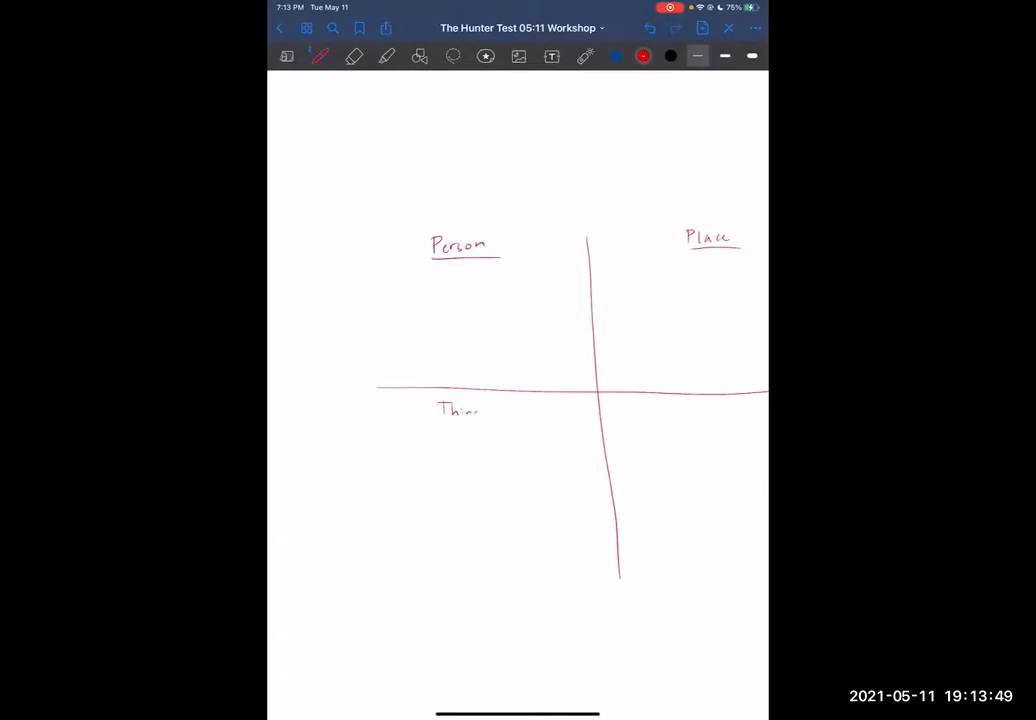 7:13 PM Tue May 11
75%
The Hunter Test 05:11 Workshop
Person
Place
Thin
2021-05-11 19:13:49